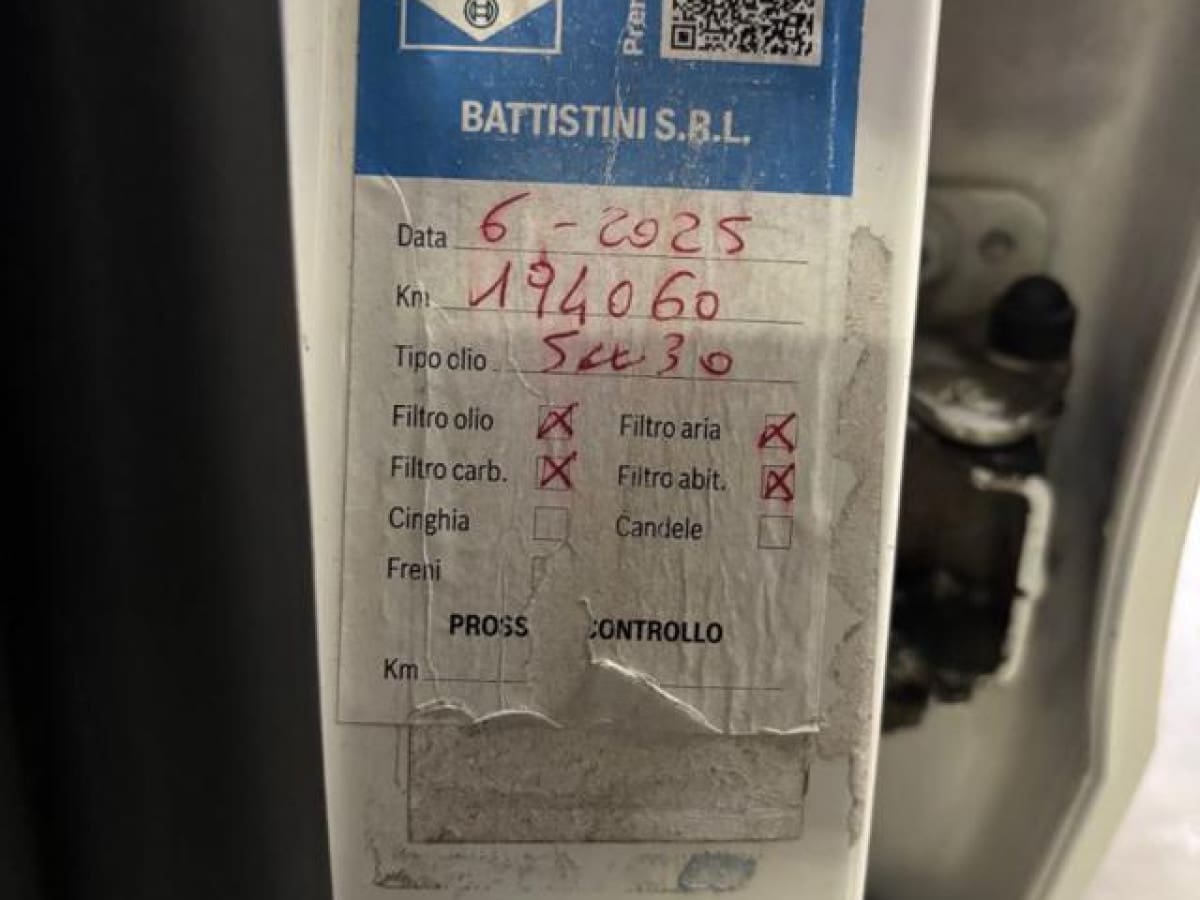 Pren
BATTISTINI S.R.L.
Data 6-2025
Km 194060
Tipo olio 5W30
Filtro olio X Filtro aria X
Filtro carb. X Filtro abit. X
Cinghia Candele
Freni
PROSS CONTROLLO
Km